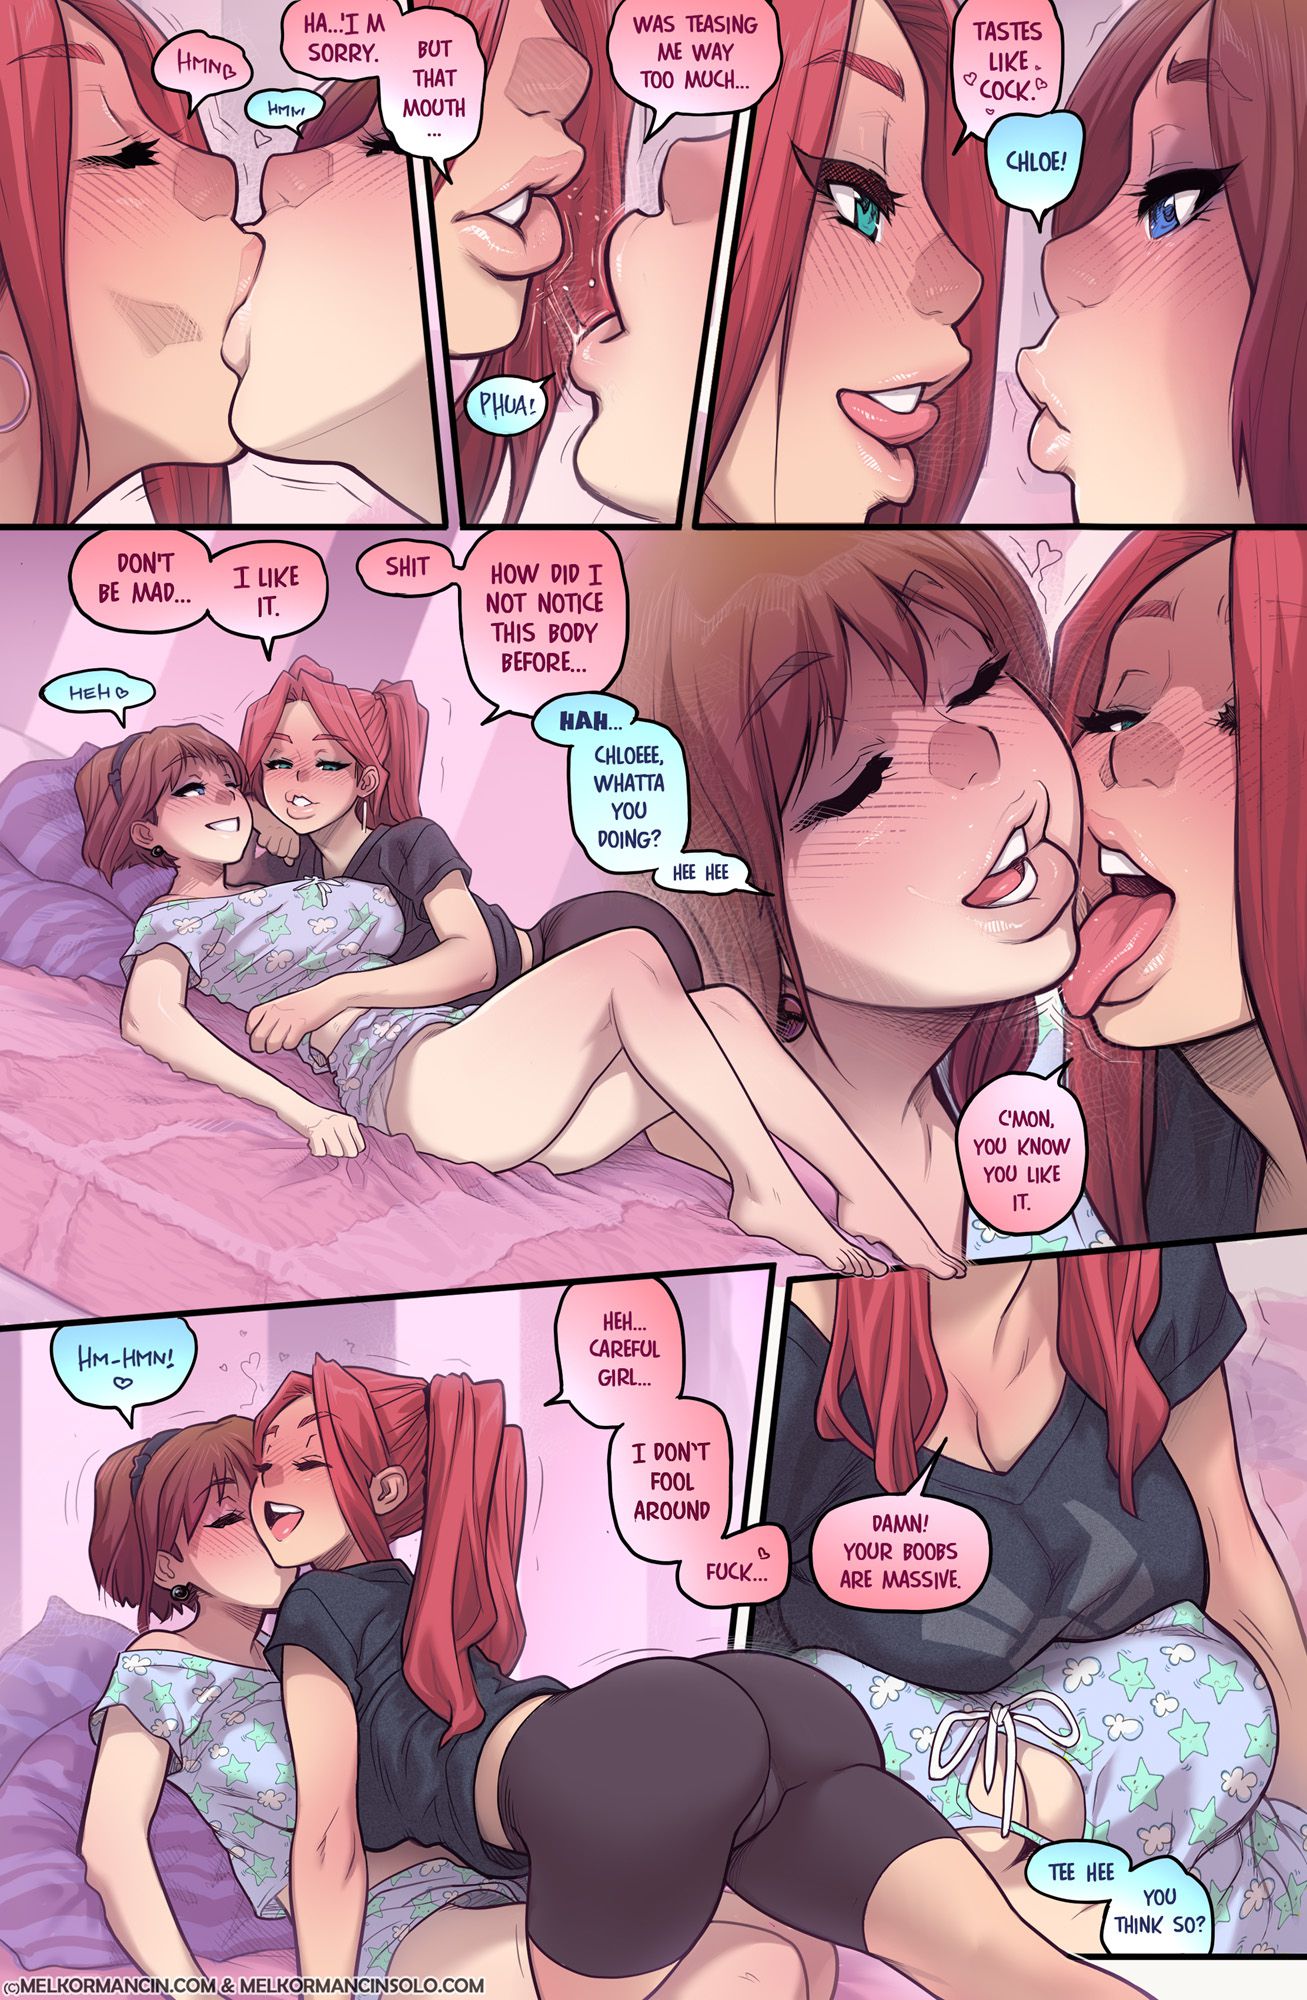 HMN
HMN!
HA...'I M
SORRY.
BUT
THAT
MOUTH
...
WAS TEASING
ME WAY
TOO MUCH...
PHUA!
TASTES
LIKE
COCK.
CHLOE!
DON'T
BE MAD...
I LIKE
IT.
HEH
SHIT
HOW DID I
NOT NOTICE
THIS BODY
BEFORE...
HAH...
CHLOEEE,
WHATTA
YOU
DOING?
HEE HEE
C'MON,
YOU KNOW
YOU LIKE
IT.
HM-HMN!
HEH...
CAREFUL
GIRL...
I DON'T
FOOL
AROUND
FUCK...
DAMN!
YOUR BOOBS
ARE MASSIVE.
TEE HEE
YOU
THINK SO?
©MELKORMANCIN.COM & MELKORMANCINSOLO.COM